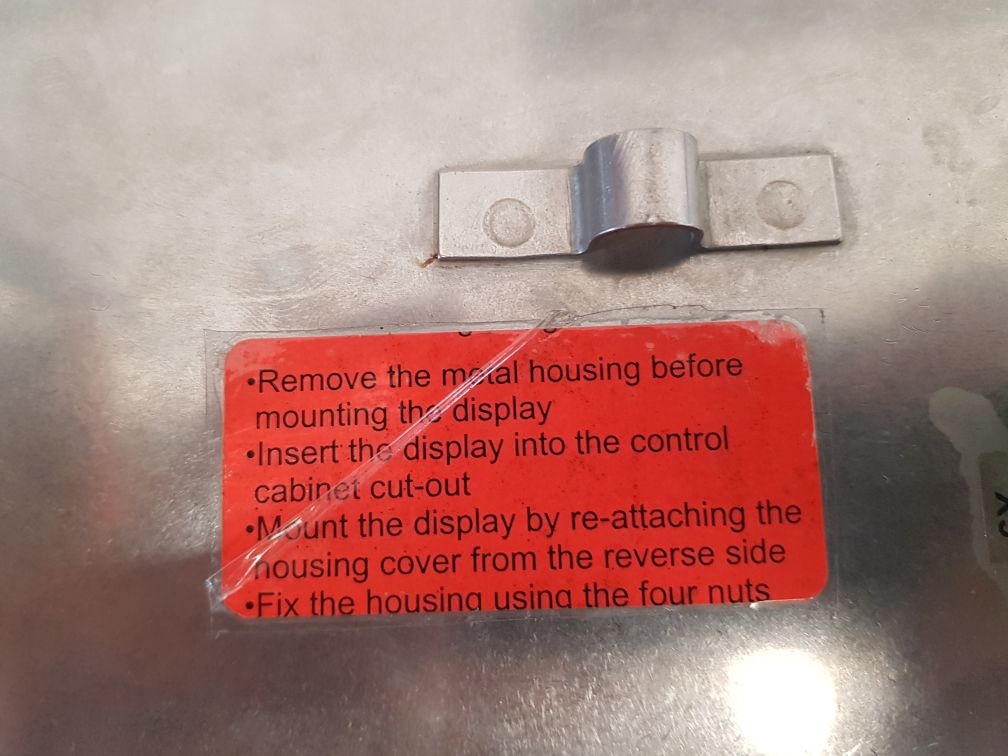 •Remove the metal housing before
mounting the display
•Insert the display into the control
cabinet cut-out
•Mount the display by re-attaching the
housing cover from the reverse side
•Fix the housing using the four nuts